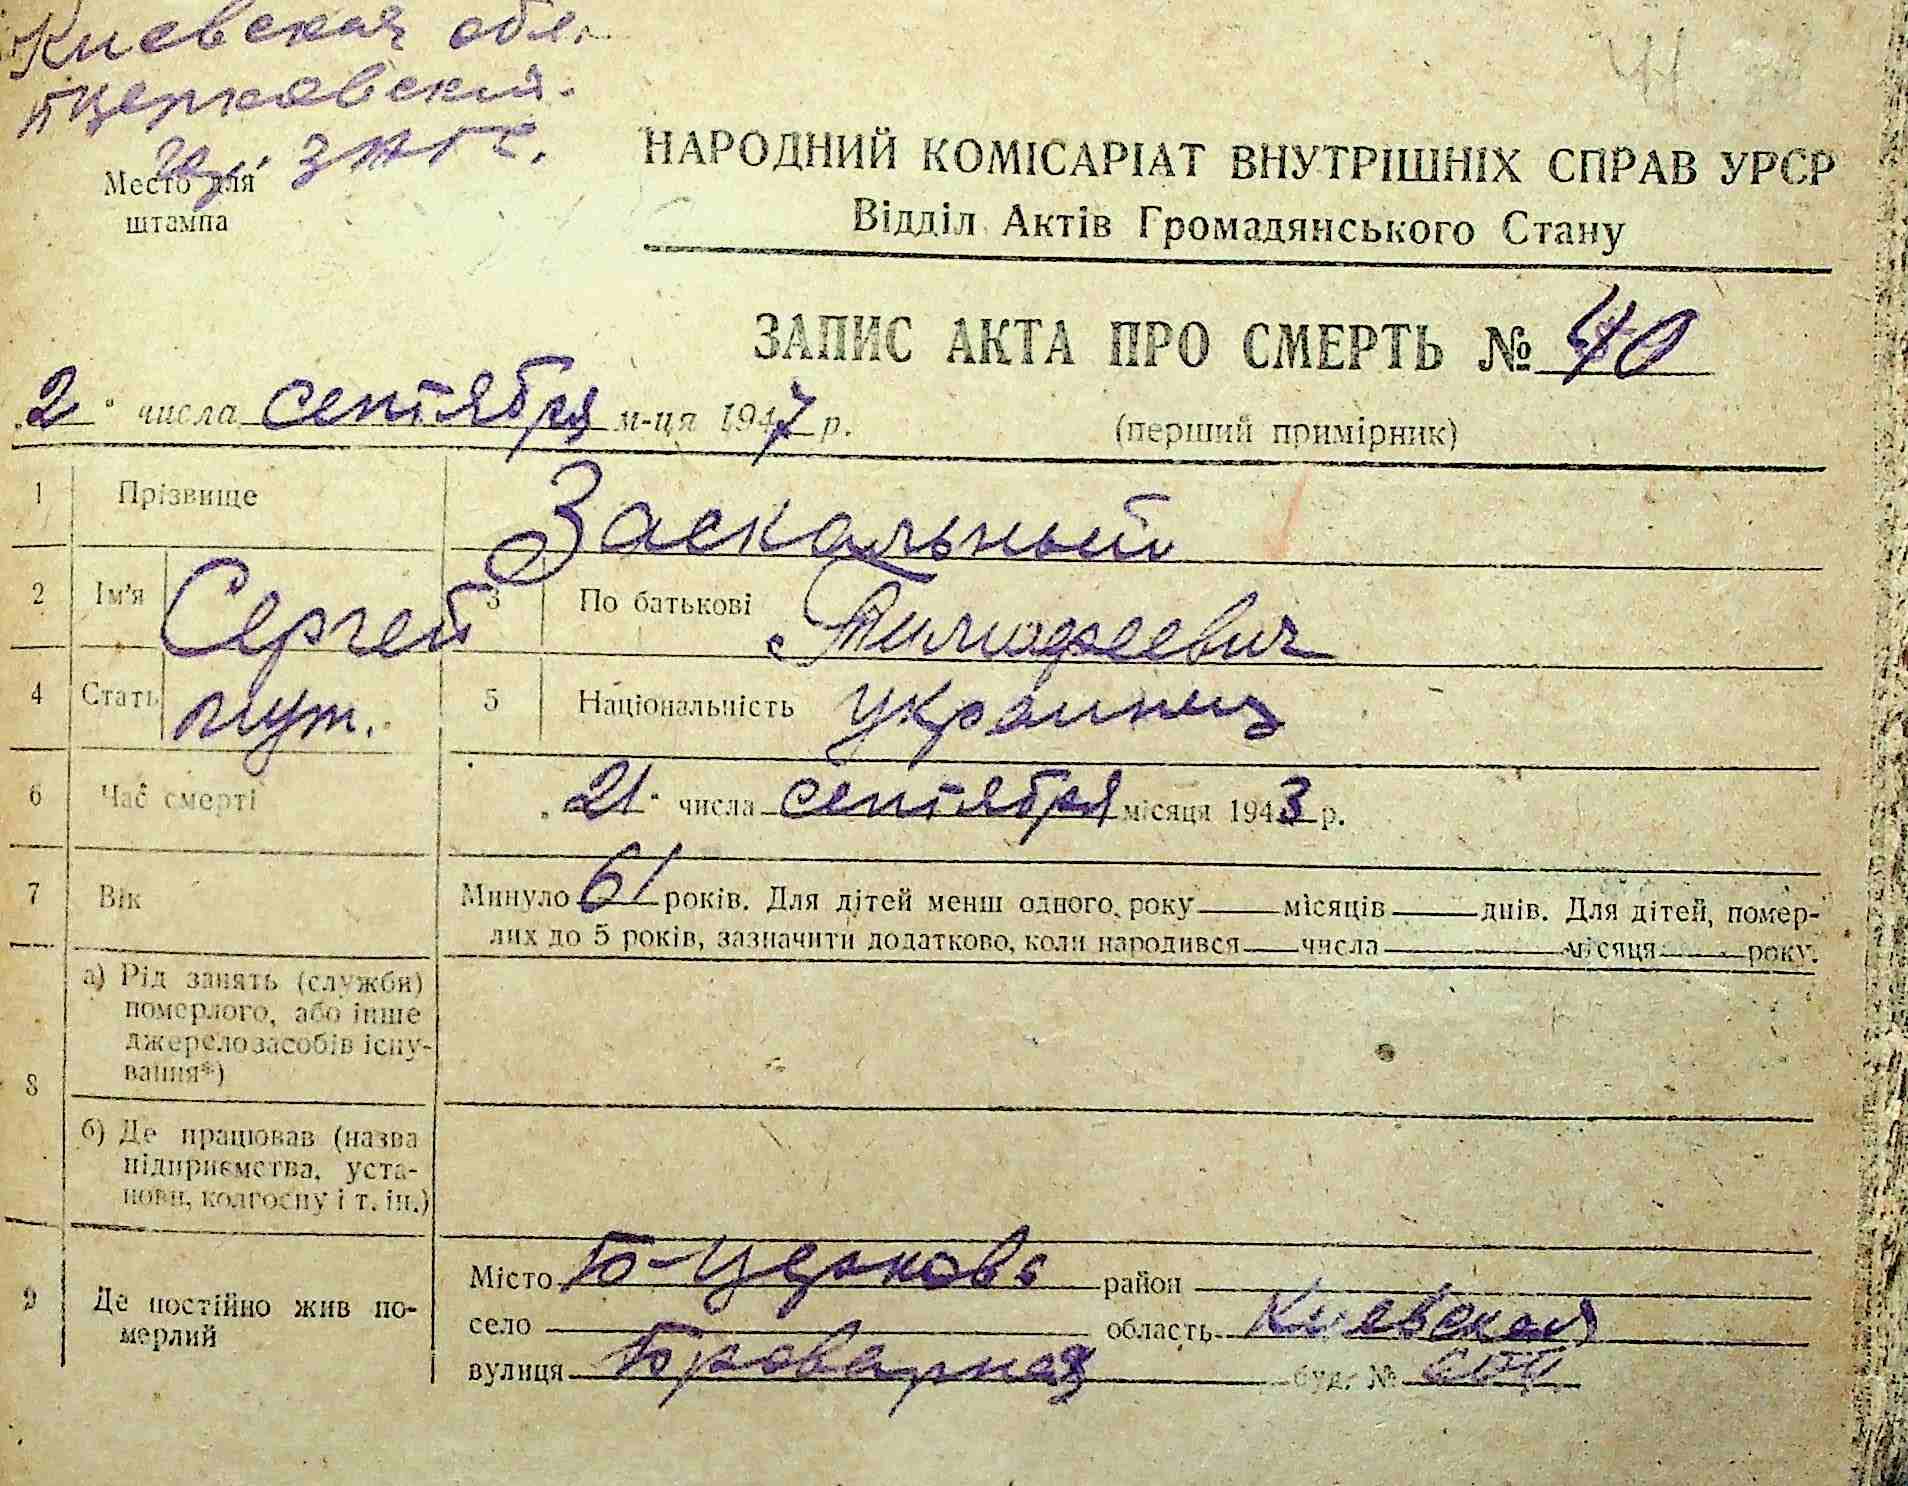 Киевская обл.
Бцерковский
ЗАГС.
Место для
штампа
НАРОДНИЙ КОМІСАРІАТ ВНУТРІШНІХ СПРАВ УРСР
Відділ Актів Громадянського Стану
ЗАПИС АКТА ПРО СМЕРТЬ № 40
2 числа сентября м-ця 1947 р. (перший примірник)
1 Прізвище Заскальный
2 Ім'я Сергей 3 По батькові Тимофеевич
4 Стать муж. 5 Національність украинец
6 Час смерті 21 числа сентября місяця 1943 р.
7 Вік Минуло 61 років. Для дітей менш одного року місяців днів. Для дітей, помер-
лих до 5 років, зазначити додатково, коли народився числа місяця року.
8 а) Рід занять (служби)
померлого, або інше
джерело засобів існу-
вання*)
б) Де працював (назва
підприємства, уста-
нови, колгоспу і т. ін.)
9 Де постійно жив по-
мерлий
Місто Б-Церковь район
село область Киевская
вулиця Броварная буд. №